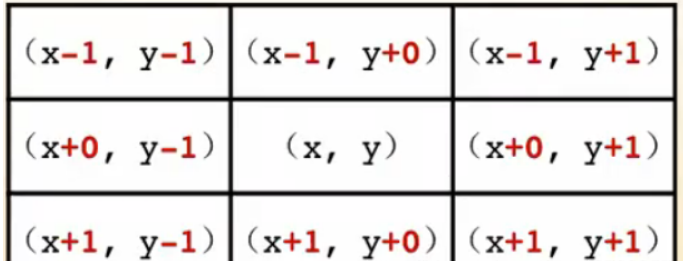 (x-1, y-1) (x-1, y+0) (x-1, y+1)
(x+0, y-1) (x, y) (x+0, y+1)
(x+1, y-1) (x+1, y+0) (x+1, y+1)